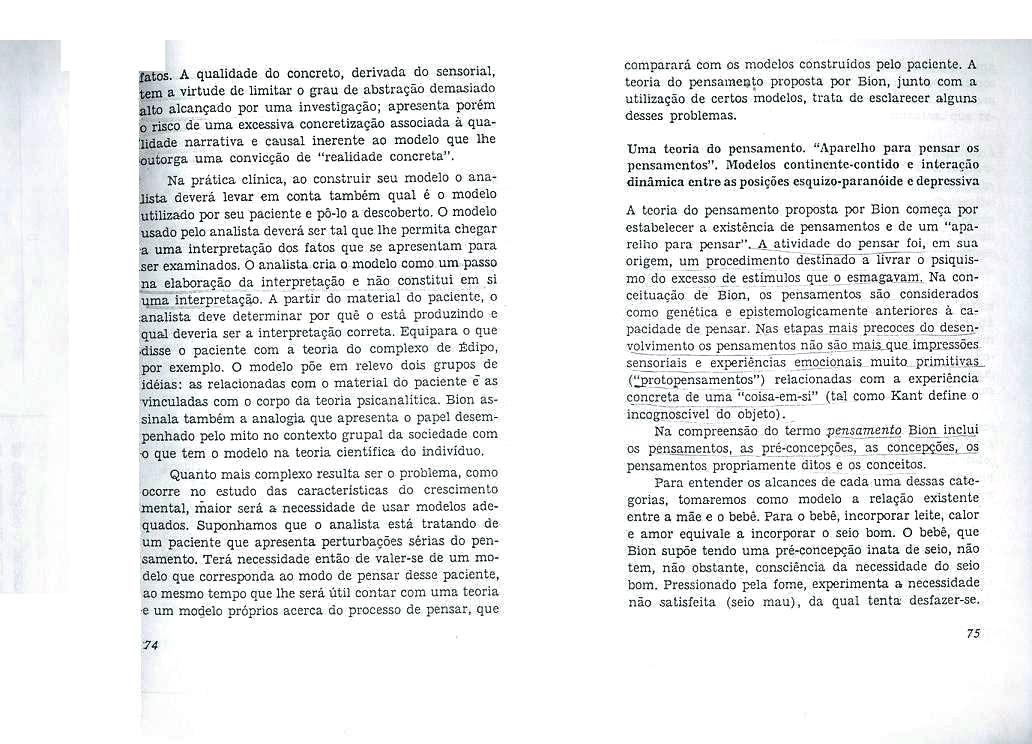 fatos. A qualidade do concreto, derivada do sensorial,
tem a virtude de limitar o grau de abstração demasiado
alto alcançado por uma investigação; apresenta porém
o risco de uma excessiva concretização associada à qua-
lidade narrativa e causal inerente ao modelo que lhe
outorga uma convicção de “realidade concreta”.
Na prática clínica, ao construir seu modelo o ana-
lista deverá levar em conta também qual é o modelo
utilizado por seu paciente e pô-lo a descoberto. O modelo
usado pelo analista deverá ser tal que lhe permita chegar
a uma interpretação dos fatos que se apresentam para
ser examinados. O analista cria o modelo como um passo
na elaboração da interpretação e não constitui em si
uma interpretação. A partir do material do paciente, o
analista deve determinar por quê o está produzindo e
qual deveria ser a interpretação correta. Equipara o que
disse o paciente com a teoria do complexo de Édipo,
por exemplo. O modelo põe em relevo dois grupos de
idéias: as relacionadas com o material do paciente e as
vinculadas com o corpo da teoria psicanalítica. Bion as-
sinala também a analogia que apresenta o papel desem-
penhado pelo mito no contexto grupal da sociedade com
o que tem o modelo na teoria científica do indivíduo.
Quanto mais complexo resulta ser o problema, como
ocorre no estudo das características do crescimento
mental, maior será a necessidade de usar modelos ade-
quados. Suponhamos que o analista está tratando de
um paciente que apresenta perturbações sérias do pen-
samento. Terá necessidade então de valer-se de um mo-
delo que corresponda ao modo de pensar desse paciente,
ao mesmo tempo que lhe será útil contar com uma teoria
e um modelo próprios acerca do processo de pensar, que
74
comparará com os modelos construídos pelo paciente. A
teoria do pensamento proposta por Bion, junto com a
utilização de certos modelos, trata de esclarecer alguns
desses problemas.
Uma teoria do pensamento. “Aparelho para pensar os
pensamentos”. Modelos continente-contido e interação
dinâmica entre as posições esquizo-paranóide e depressiva
A teoria do pensamento proposta por Bion começa por
estabelecer a existência de pensamentos e de um “apa-
relho para pensar”. A atividade do pensar foi, em sua
origem, um procedimento destinado a livrar o psiquis-
mo do excesso de estímulos que o esmagavam. Na con-
ceituação de Bion, os pensamentos são considerados
como genética e epistemologicamente anteriores à ca-
pacidade de pensar. Nas etapas mais precoces do desen-
volvimento os pensamentos não são mais que impressões
sensoriais e experiências emocionais muito primitivas
(“protopensamentos”) relacionadas com a experiência
concreta de uma “coisa-em-si” (tal como Kant define o
incognoscível do objeto).
Na compreensão do termo pensamento Bion inclui
os pensamentos, as pré-concepções, as concepções, os
pensamentos propriamente ditos e os conceitos.
Para entender os alcances de cada uma dessas cate-
gorias, tomaremos como modelo a relação existente
entre a mãe e o bebê. Para o bebê, incorporar leite, calor
e amor equivale a incorporar o seio bom. O bebê, que
Bion supõe tendo uma pré-concepção inata de seio, não
tem, não obstante, consciência da necessidade do seio
bom. Pressionado pela fome, experimenta a necessidade
não satisfeita (seio mau), da qual tenta desfazer-se.
75